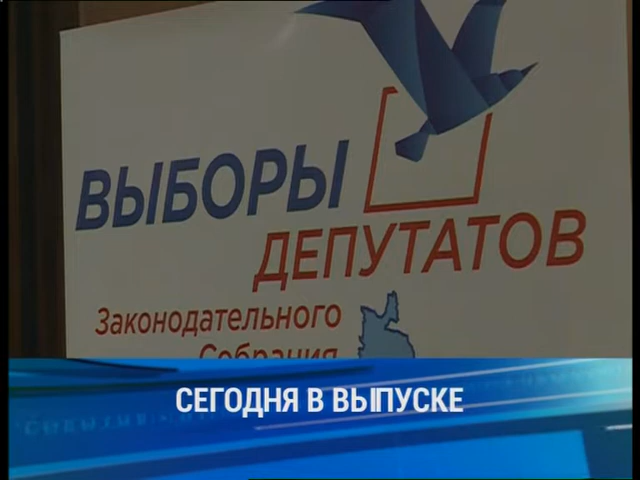 ВЫБОРЫ
ДЕПУТАТОВ
Законодательного
Собрания
СЕГОДНЯ В ВЫПУСКЕ